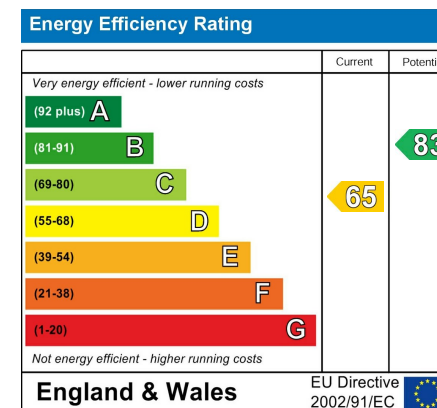 Energy Efficiency Rating
Current
Potenti
Very energy efficient - lower running costs
(92 plus) A
(81-91) B
83
(69-80) C
65
(55-68) D
(39-54) E
(21-38) F
(1-20) G
Not energy efficient - higher running costs
England & Wales
EU Directive
2002/91/EC